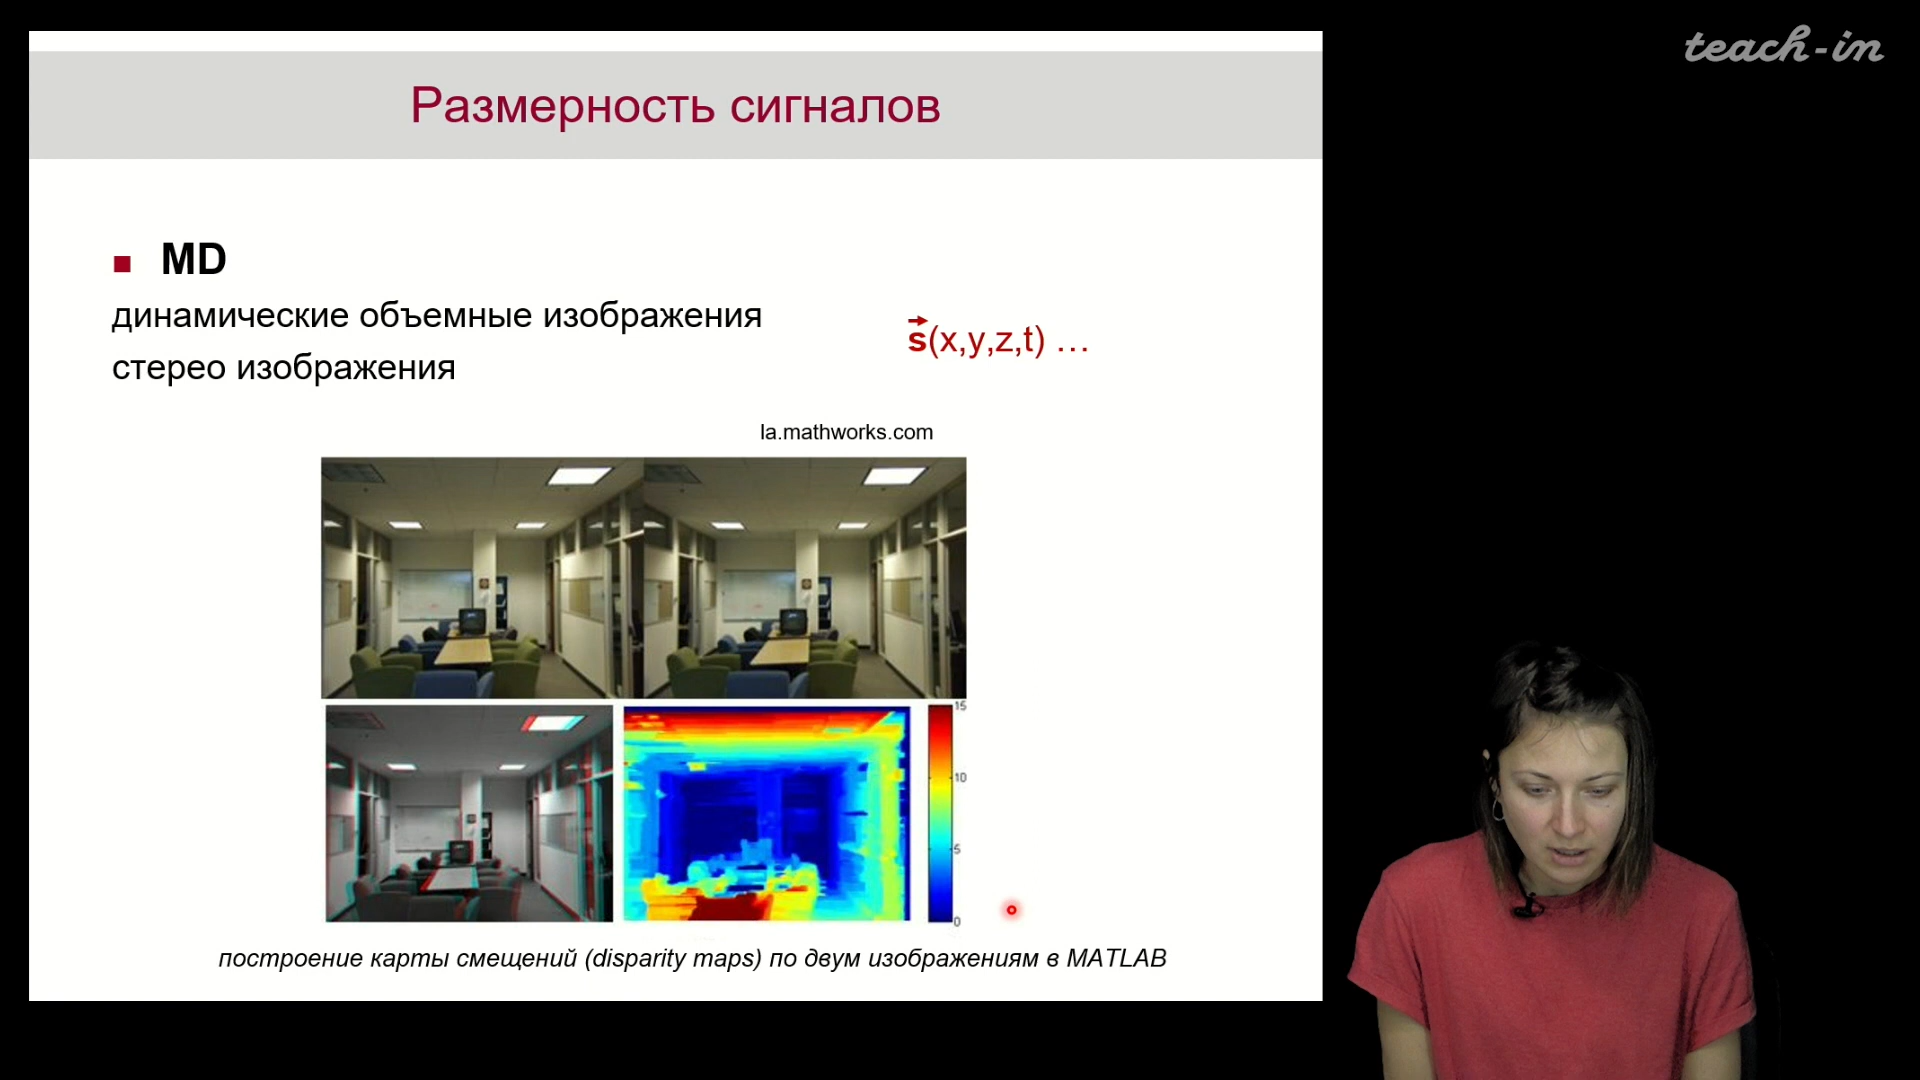 teach-in
Размерность сигналов
MD
динамические объемные изображения
стерео изображения
s(x,y,z,t) …
la.mathworks.com
15
10
5
0
построение карты смещений (disparity maps) по двум изображениям в MATLAB